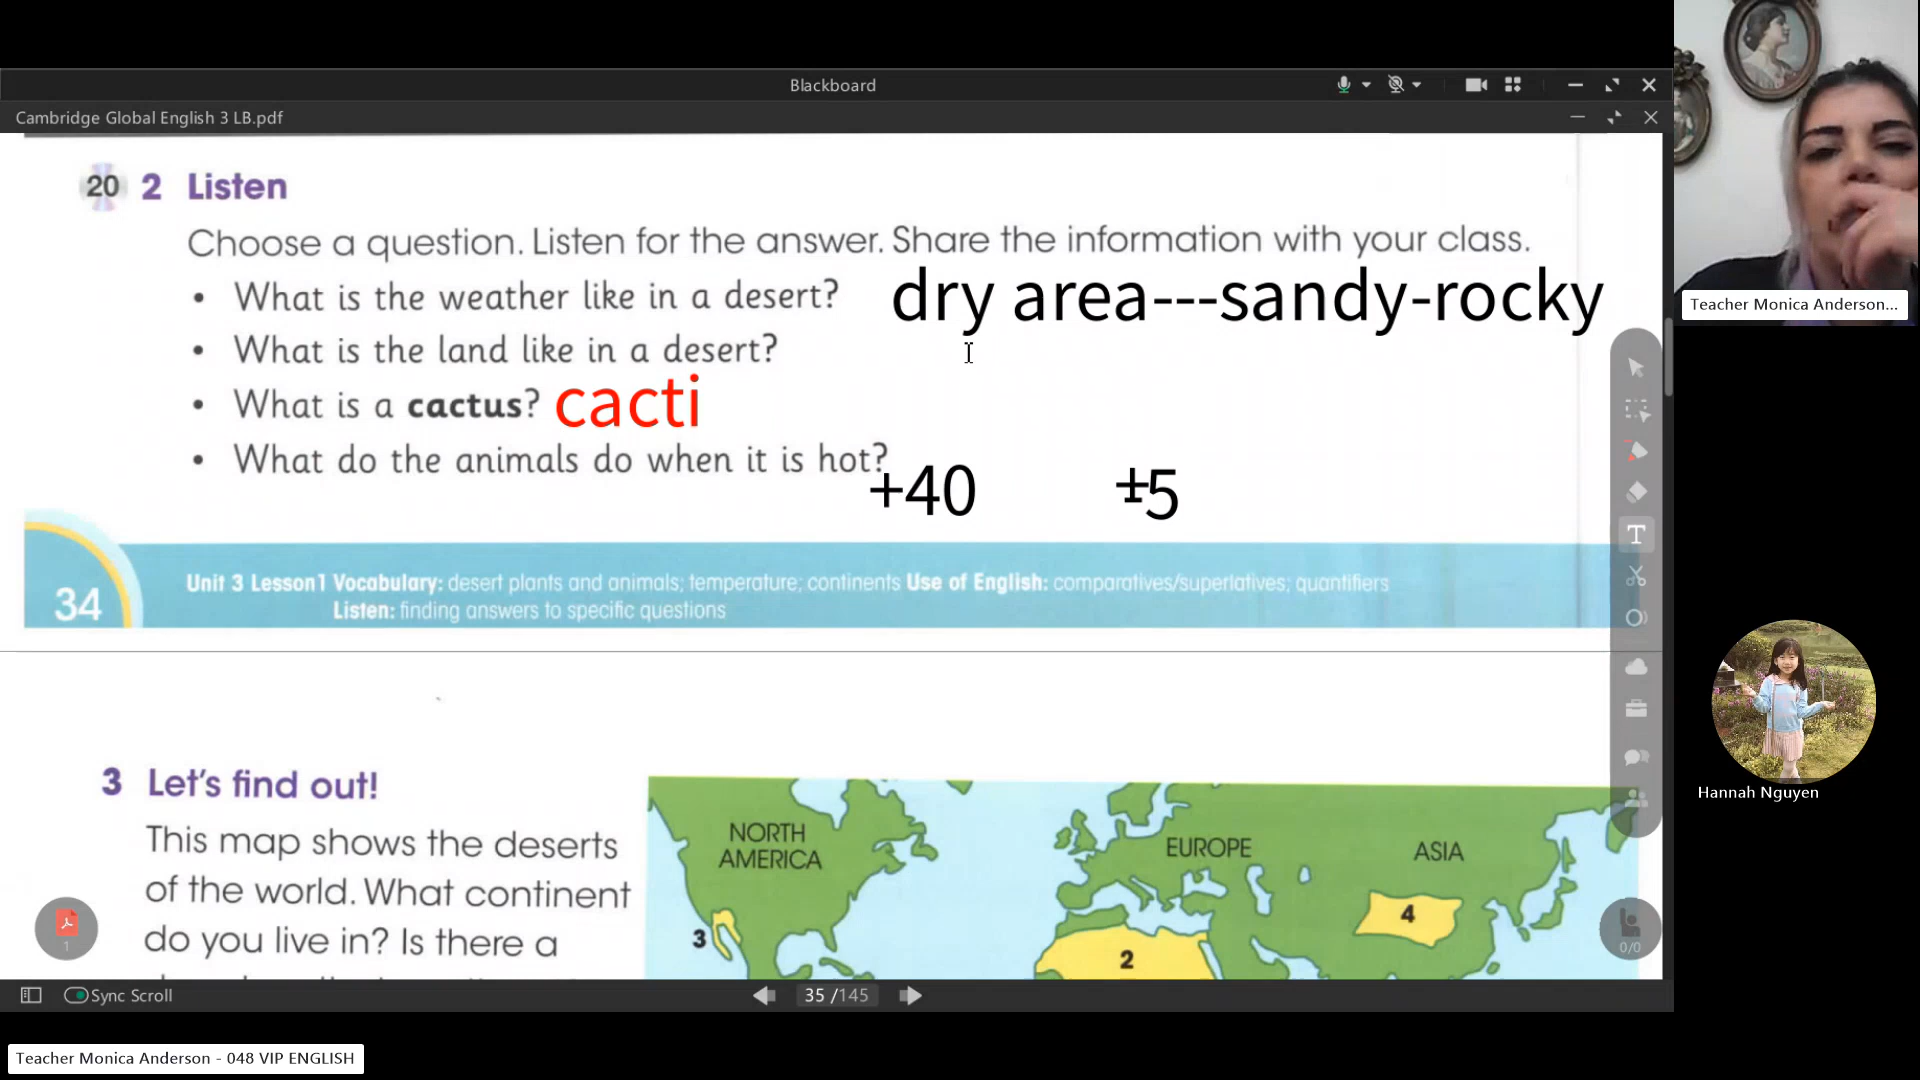 Blackboard
Cambridge Global English 3 LB.pdf
20 2 Listen
Choose a question. Listen for the answer. Share the information with your class.
• What is the weather like in a desert? dry area---sandy-rocky
• What is the land like in a desert?
• What is a cactus? cacti
• What do the animals do when it is hot?
+40 +-5
34
Unit 3 Lesson1 Vocabulary: desert plants and animals; temperature; continents Use of English: comparatives/superlatives; quantifiers
Listen: finding answers to specific questions
3 Let's find out!
This map shows the deserts
of the world. What continent
do you live in? Is there a
NORTH
AMERICA
EUROPE
ASIA
3
2
4
1
0/0
Sync Scroll
35 /145
Teacher Monica Anderson...
Hannah Nguyen
Teacher Monica Anderson - 048 VIP ENGLISH